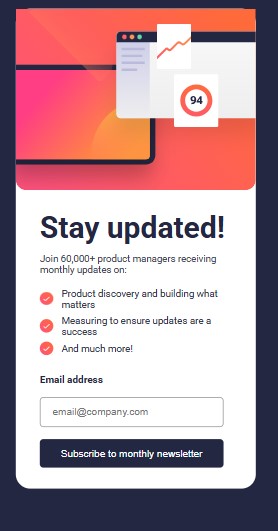 94
Stay updated!
Join 60,000+ product managers receiving
monthly updates on:
Product discovery and building what
matters
Measuring to ensure updates are a
success
And much more!
Email address
email@company.com
Subscribe to monthly newsletter